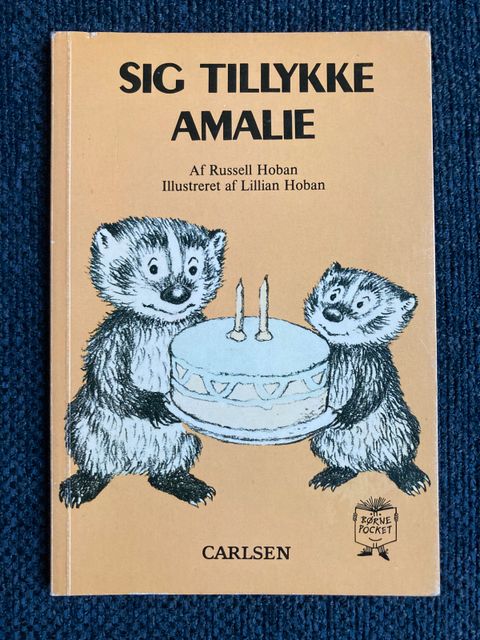 SIG TILLYKKE
AMALIE
Af Russell Hoban
Illustreret af Lillian Hoban
BØRNE
POCKET
CARLSEN